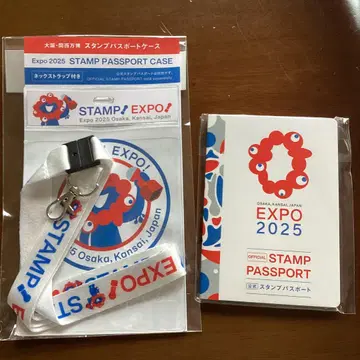 大阪・関西万博 スタンプパスポートケース
Expo 2025 STAMP PASSPORT CASE
ネックストラップ付き
STAMP! EXPO!
Expo 2025 Osaka, Kansai, Japan
STAMP! EXPO!
2025 Osaka, Kansai, Japan
STAMP!
EXPO! ST
OSAKA, KANSAI, JAPAN
EXPO
2025
OFFICIAL STAMP
PASSPORT
公式 スタンプパスポート